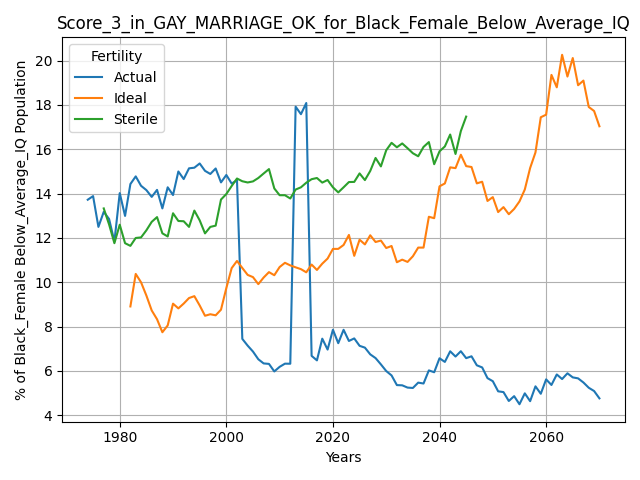 Score_3_in_GAY_MARRIAGE_OK_for_Black_Female_Below_Average_IQ
% of Black_Female Below_Average_IQ Population
Fertility
Actual
Ideal
Sterile
20
18
16
14
12
10
8
6
4
1980
2000
2020
2040
2060
Years